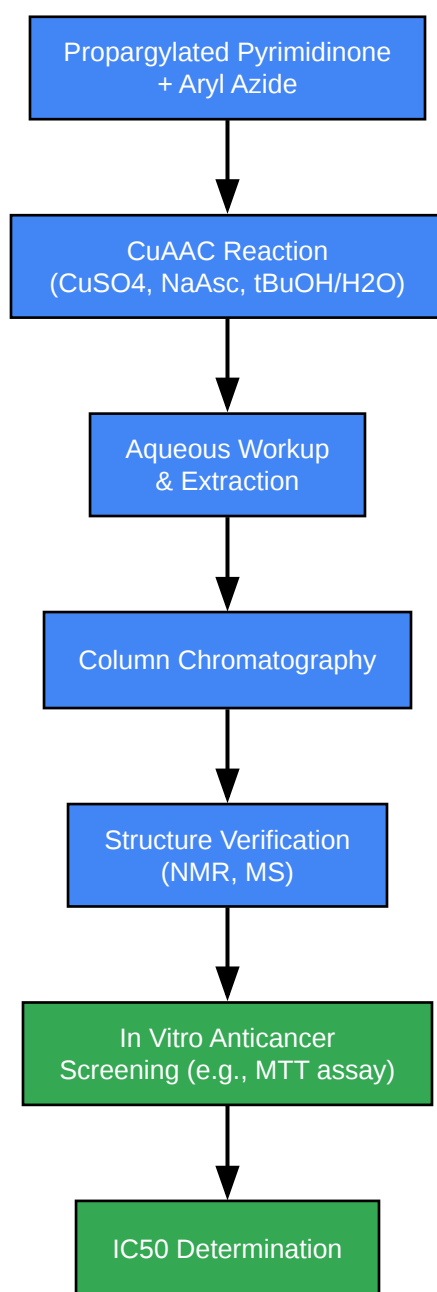 Propargylated Pyrimidinone
+ Aryl Azide
CuAAC Reaction
(CuSO4, NaAsc, tBuOH/H2O)
Aqueous Workup
& Extraction
Column Chromatography
Structure Verification
(NMR, MS)
In Vitro Anticancer
Screening (e.g., MTT assay)
IC50 Determination